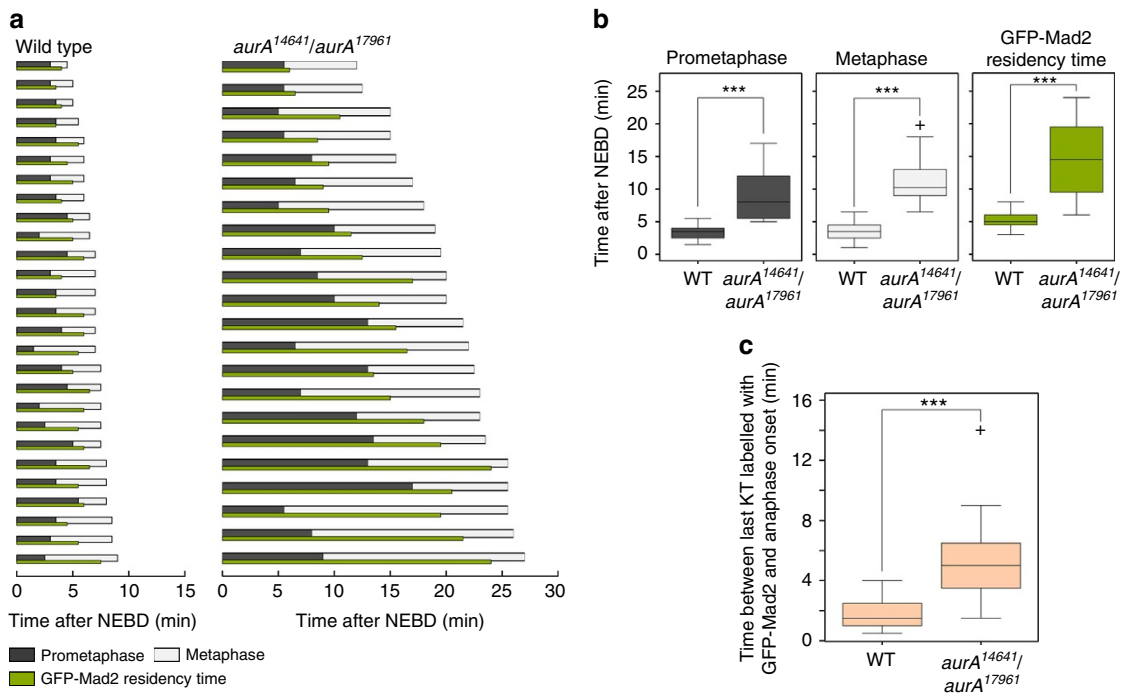 a
Wild type
aurA14641/aurA17961
0 5 10 15
0 5 10 15 20 25 30
Time after NEBD (min)
Time after NEBD (min)
Prometaphase
Metaphase
GFP-Mad2 residency time
b
Prometaphase
Metaphase
GFP-Mad2
residency time
Time after NEBD (min)
25
20
15
10
5
0
***
***
+
***
WT
aurA14641/
aurA17961
WT
aurA14641/
aurA17961
WT
aurA14641/
aurA17961
c
Time between last KT labelled with
GFP-Mad2 and anaphase onset (min)
16
12
8
4
0
***
+
WT
aurA14641/
aurA17961